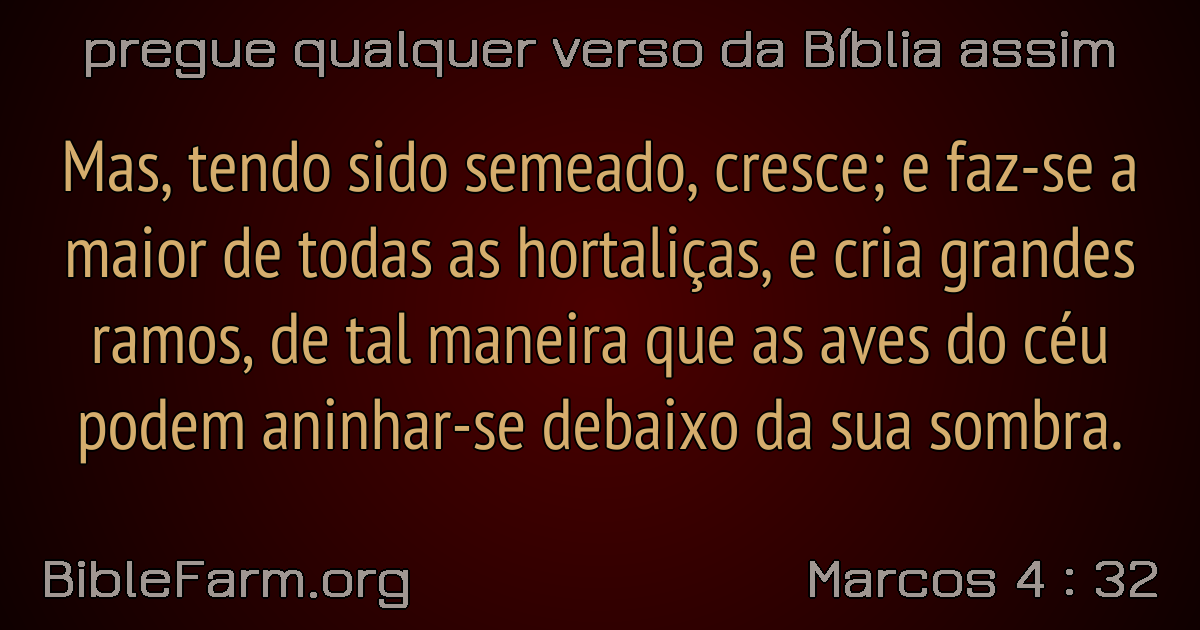 pregue qualquer verso da Bíblia assim
Mas, tendo sido semeado, cresce; e faz-se a
maior de todas as hortaliças, e cria grandes
ramos, de tal maneira que as aves do céu
podem aninhar-se debaixo da sua sombra.
BibleFarm.org
Marcos 4 : 32